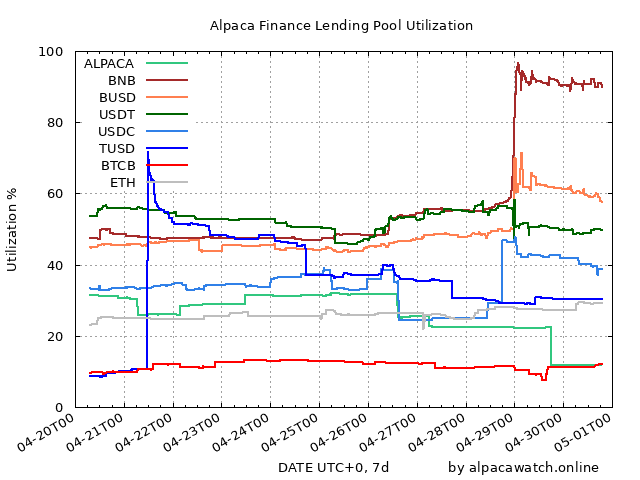 Alpaca Finance Lending Pool Utilization
100
80
60
40
20
0
Utilization %
ALPACA
BNB
BUSD
USDT
USDC
TUSD
BTCB
ETH
04-20T00
04-21T00
04-22T00
04-23T00
04-24T00
04-25T00
04-26T00
04-27T00
04-28T00
04-29T00
04-30T00
05-01T00
DATE UTC+0, 7d
by alpacawatch.online